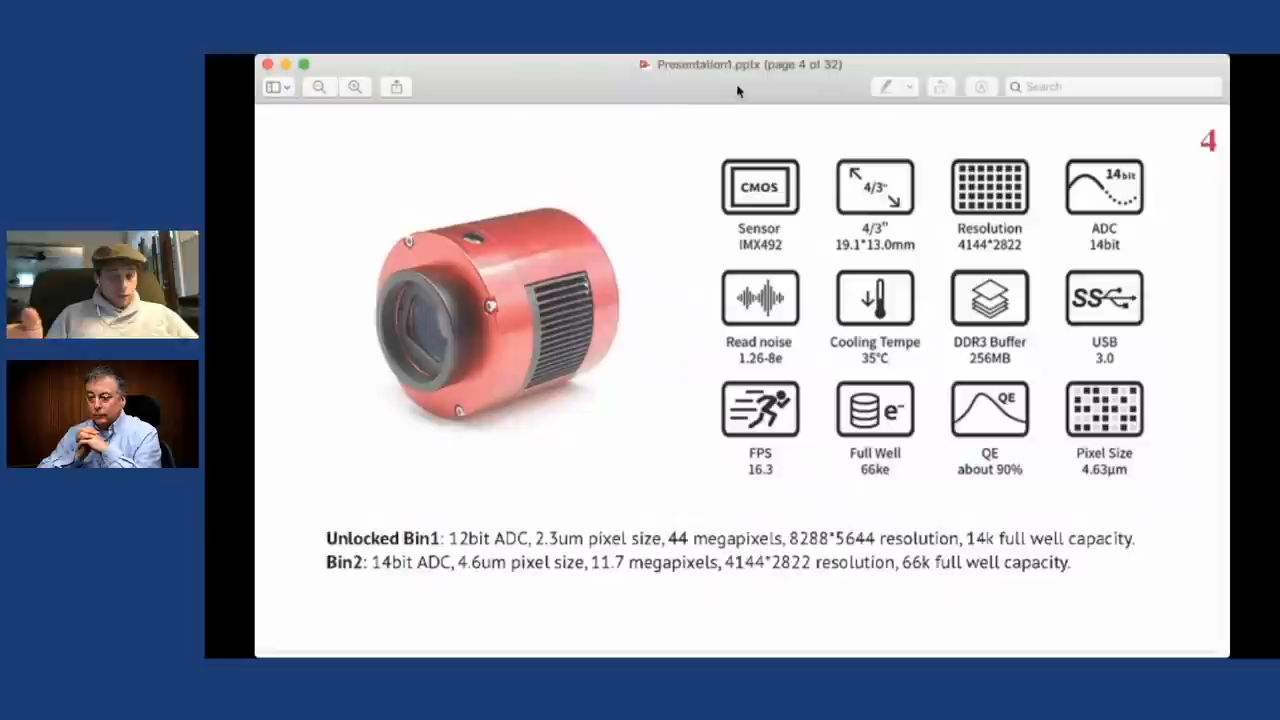 Presentation1.pptx (page 4 of 32)
Search
4
CMOS
Sensor
IMX492
4/3"
4/3"
19.1*13.0mm
Resolution
4144*2822
14bit
ADC
14bit
Read noise
1.26-8e
Cooling Tempe
35°C
DDR3 Buffer
256MB
SS
USB
3.0
FPS
16.3
e-
Full Well
66ke
QE
QE
about 90%
Pixel Size
4.63μm
Unlocked Bin1: 12bit ADC, 2.3um pixel size, 44 megapixels, 8288*5644 resolution, 14k full well capacity.
Bin2: 14bit ADC, 4.6um pixel size, 11.7 megapixels, 4144*2822 resolution, 66k full well capacity.